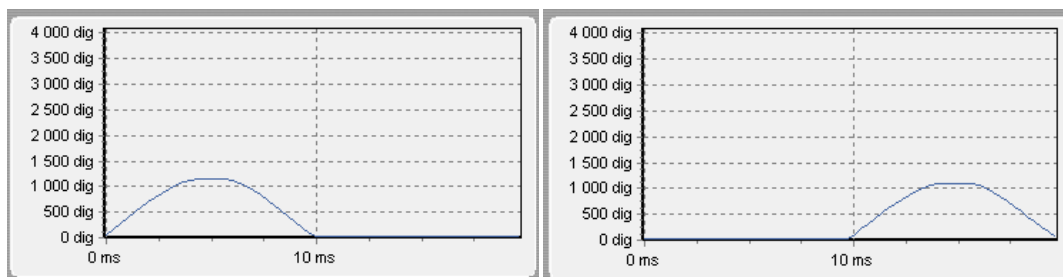 4 000 dig
3 500 dig
3 000 dig
2 500 dig
2 000 dig
1 500 dig
1 000 dig
500 dig
0 dig
0 ms 10 ms
4 000 dig
3 500 dig
3 000 dig
2 500 dig
2 000 dig
1 500 dig
1 000 dig
500 dig
0 dig
0 ms 10 ms